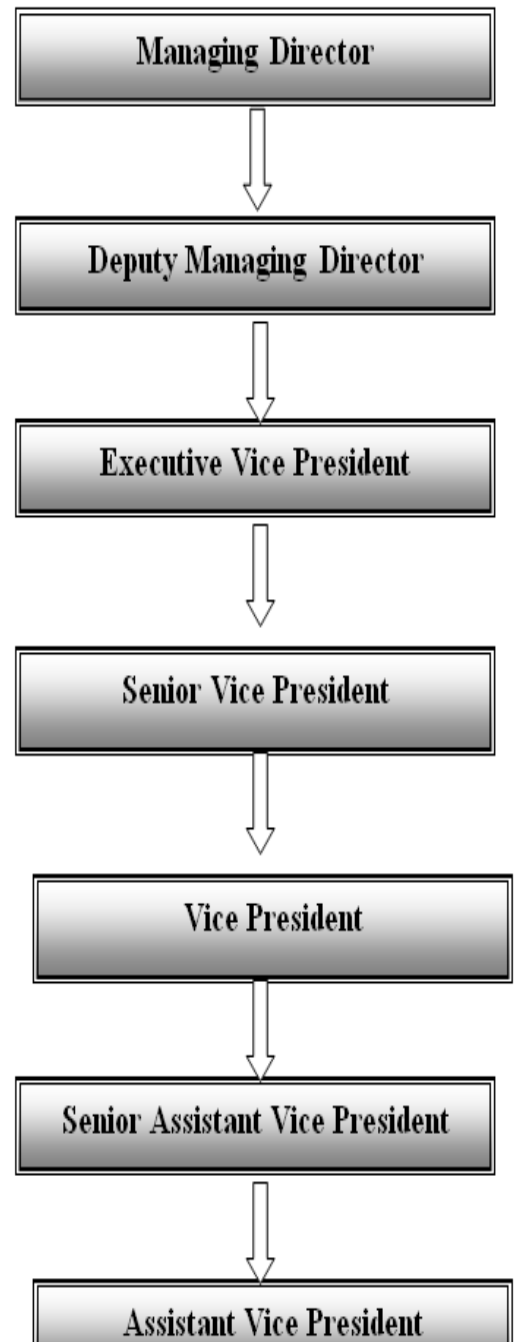 Managing Director
Deputy Managing Director
Executive Vice President
Senior Vice President
Vice President
Senior Assistant Vice President
Assistant Vice President